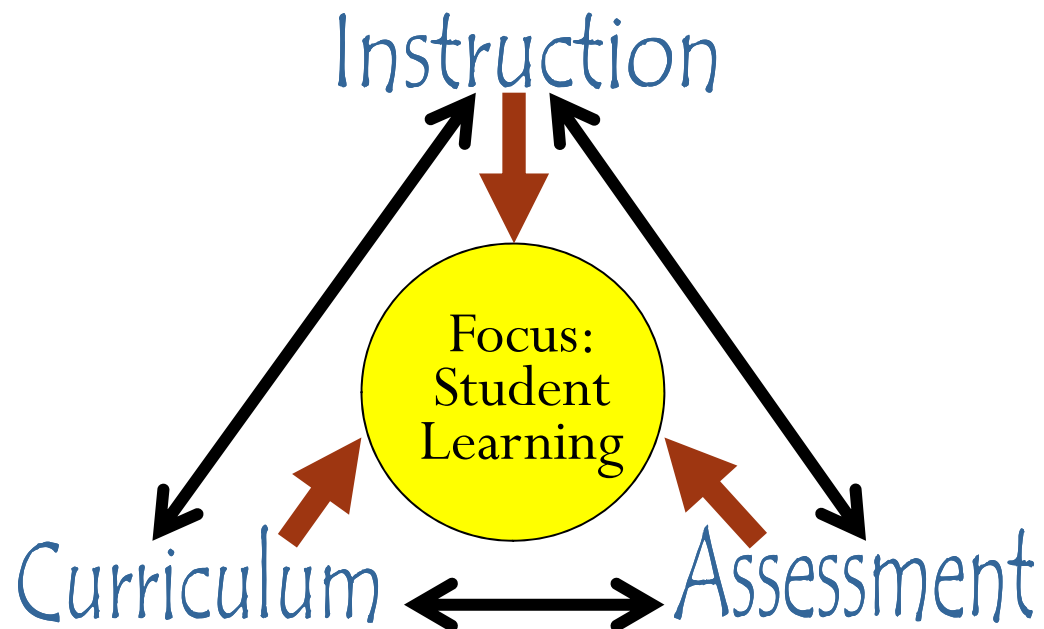 Instruction
Focus:
Student
Learning
Curriculum
Assessment